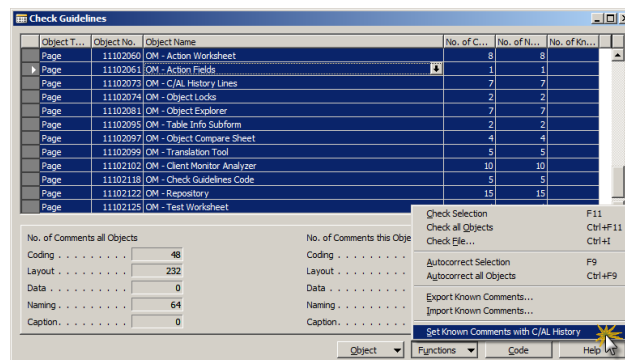 Check Guidelines
Object T... Object No. Object Name No. of C... No. of N... No. of Kn...
Page 11102060 OM - Action Worksheet 8 8
Page 11102061 OM - Action Fields 1 1
Page 11102073 OM - C/AL History Lines 7 7
Page 11102074 OM - Object Locks 2 2
Page 11102081 OM - Object Explorer 7 7
Page 11102095 OM - Table Info Subform 2 2
Page 11102097 OM - Object Compare Sheet 4 4
Page 11102099 OM - Translation Tool 5 5
Page 11102102 OM - Client Monitor Analyzer 10 10
Page 11102118 OM - Check Guidelines Code 5 5
Page 11102122 OM - Repository 15 15
Page 11102125 OM - Test Worksheet
No. of Comments all Objects No. of Comments this Obje
Coding . . . . . . . . . 48 Coding . . . . . . . . .
Layout . . . . . . . . . 232 Layout . . . . . . . . .
Data . . . . . . . . . . 0 Data . . . . . . . . . .
Naming . . . . . . . . . 64 Naming . . . . . . . . .
Caption. . . . . . . . . 0 Caption. . . . . . . . .
Check Selection F11
Check all Objects Ctrl+F11
Check File... Ctrl+I
Autocorrect Selection F9
Autocorrect all Objects Ctrl+F9
Export Known Comments...
Import Known Comments...
Set Known Comments with C/AL History
Object Functions Code Help